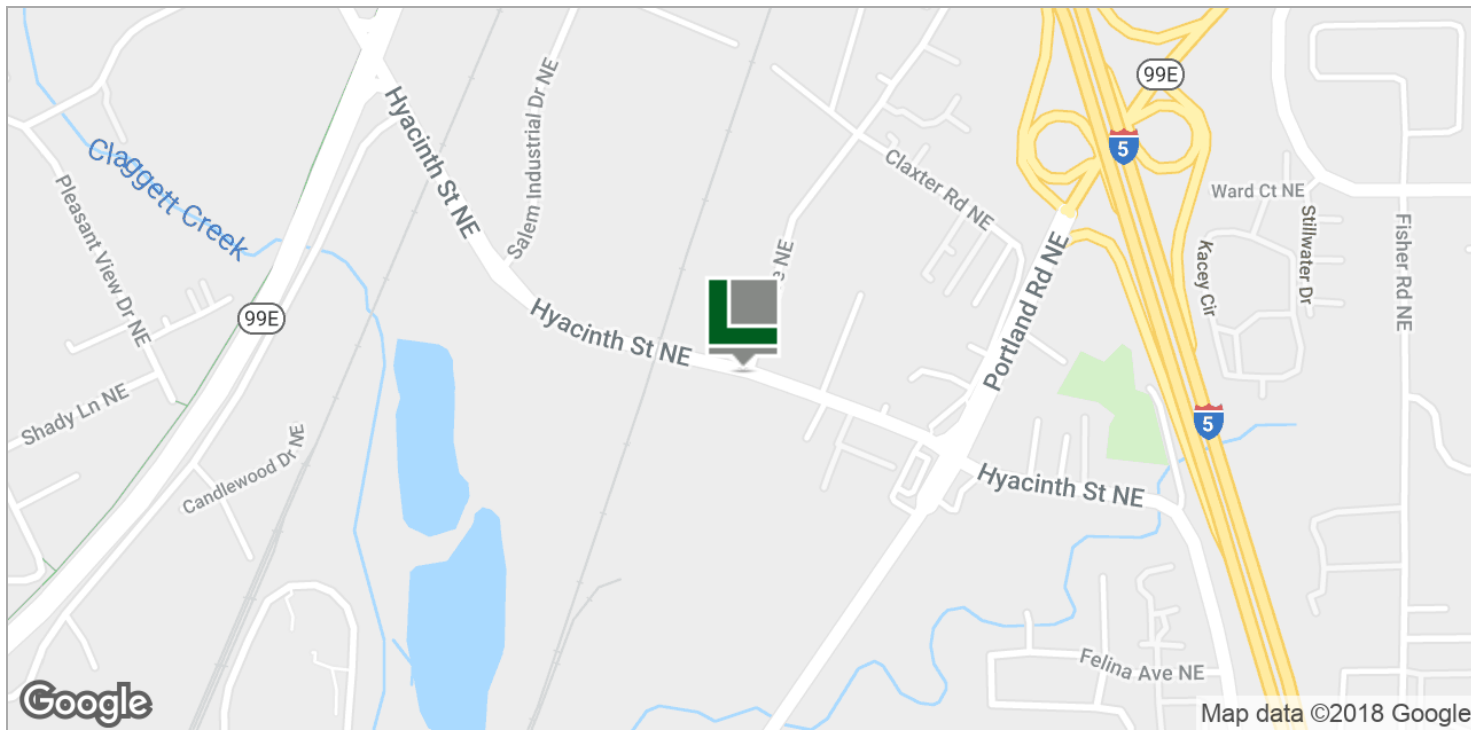 99E
5
Hyacinth St NE
Salem Industrial Dr NE
Claggett Creek
Claxter Rd NE
Ward Ct NE
Stillwater Dr
Fisher Rd NE
Kacey Cir
Pleasant View Dr NE
Portland Rd NE
NE
99E
Hyacinth St NE
Shady Ln NE
5
Candlewood Dr NE
Hyacinth St NE
Felina Ave NE
Google
Map data ©2018 Google